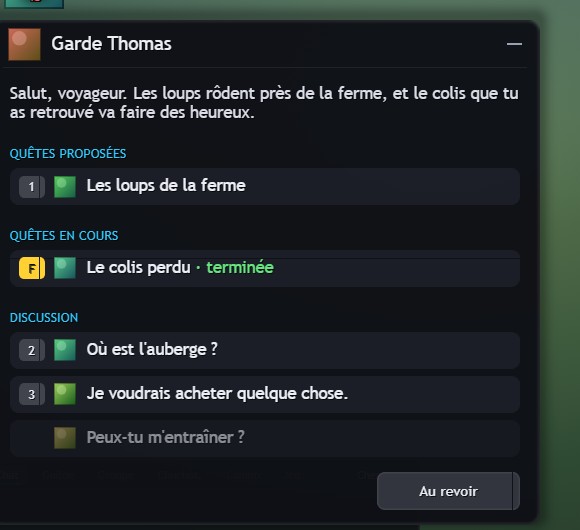 Garde Thomas
Salut, voyageur. Les loups rôdent près de la ferme, et le colis que tu
as retrouvé va faire des heureux.
QUÊTES PROPOSÉES
1 Les loups de la ferme
QUÊTES EN COURS
F Le colis perdu · terminée
DISCUSSION
2 Où est l'auberge ?
3 Je voudrais acheter quelque chose.
Peux-tu m'entraîner ?
Au revoir